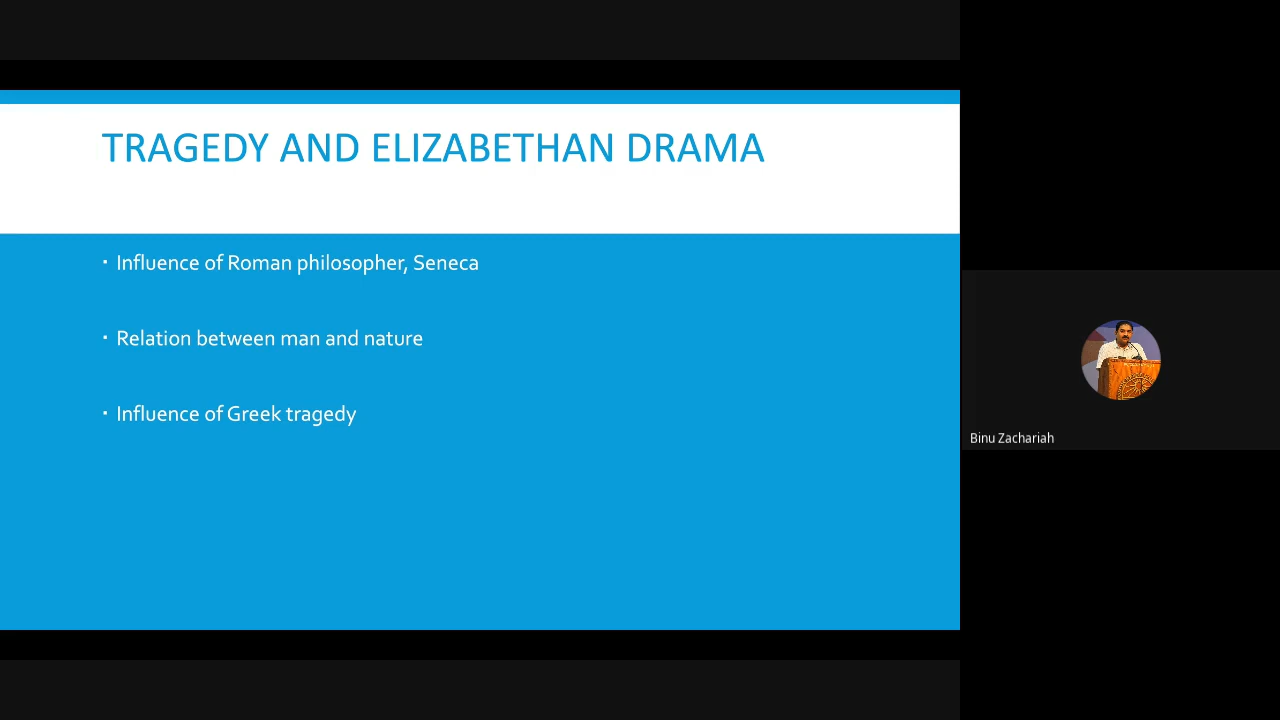 TRAGEDY AND ELIZABETHAN DRAMA
▪ Influence of Roman philosopher, Seneca
▪ Relation between man and nature
▪ Influence of Greek tragedy
Binu Zachariah